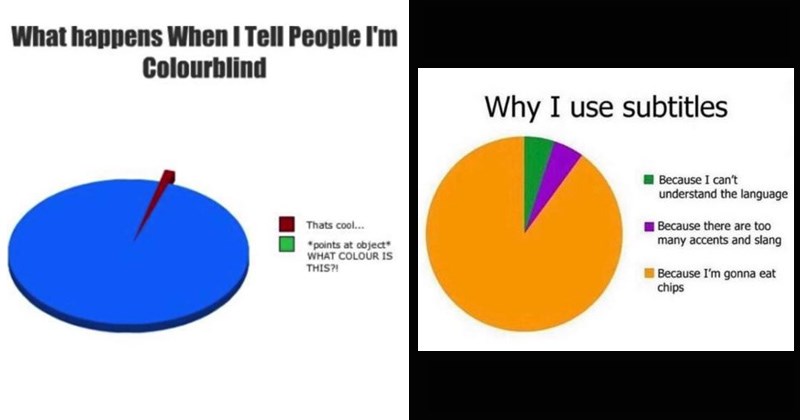 What happens When I Tell People I'm
Colourblind
Thats cool...
*points at object*
WHAT COLOUR IS
THIS?!
Why I use subtitles
Because I can't
understand the language
Because there are too
many accents and slang
Because I'm gonna eat
chips